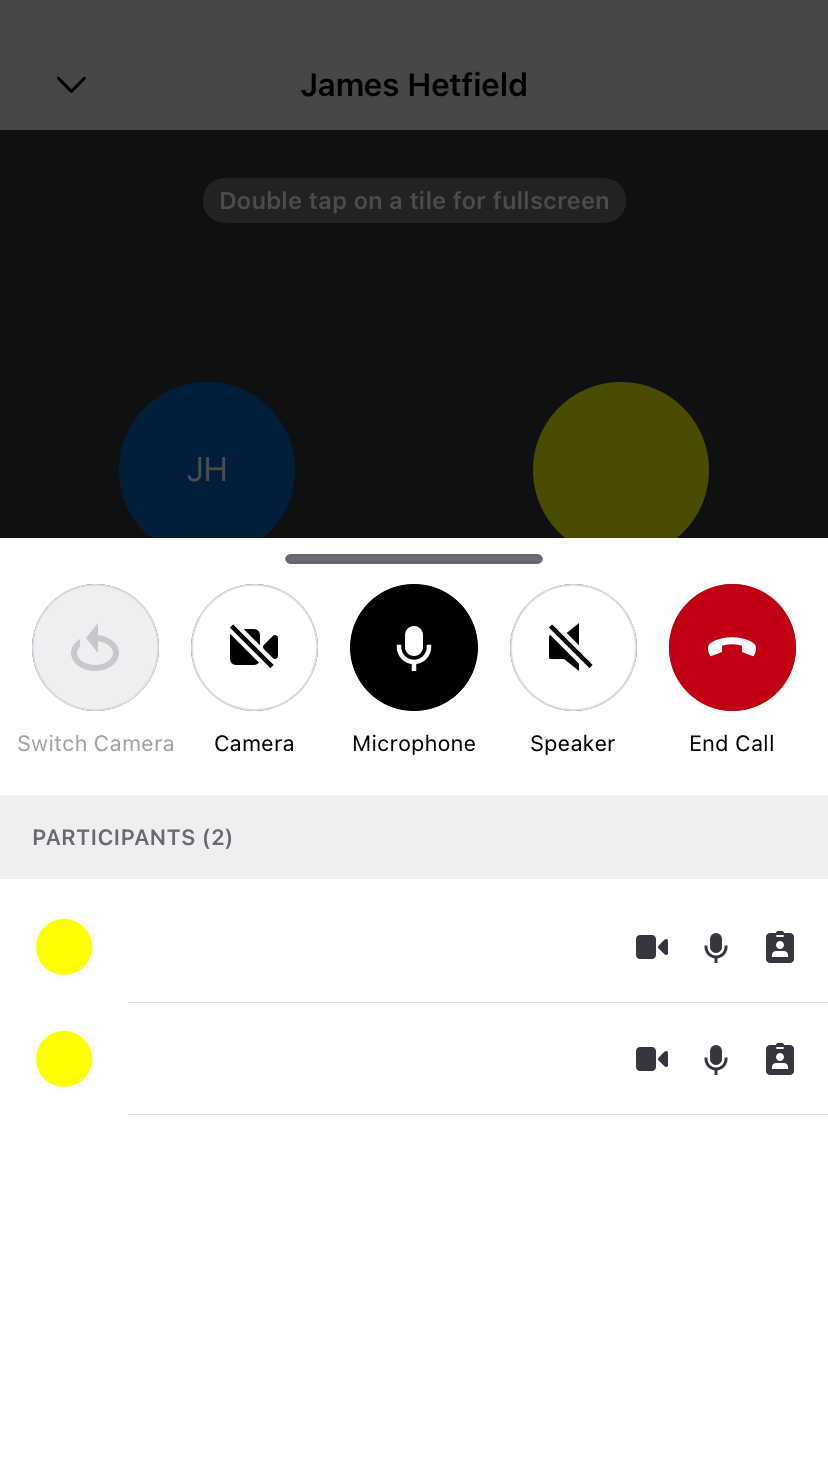 James Hetfield
Double tap on a tile for fullscreen
JH
Switch Camera
Camera
Microphone
Speaker
End Call
PARTICIPANTS (2)